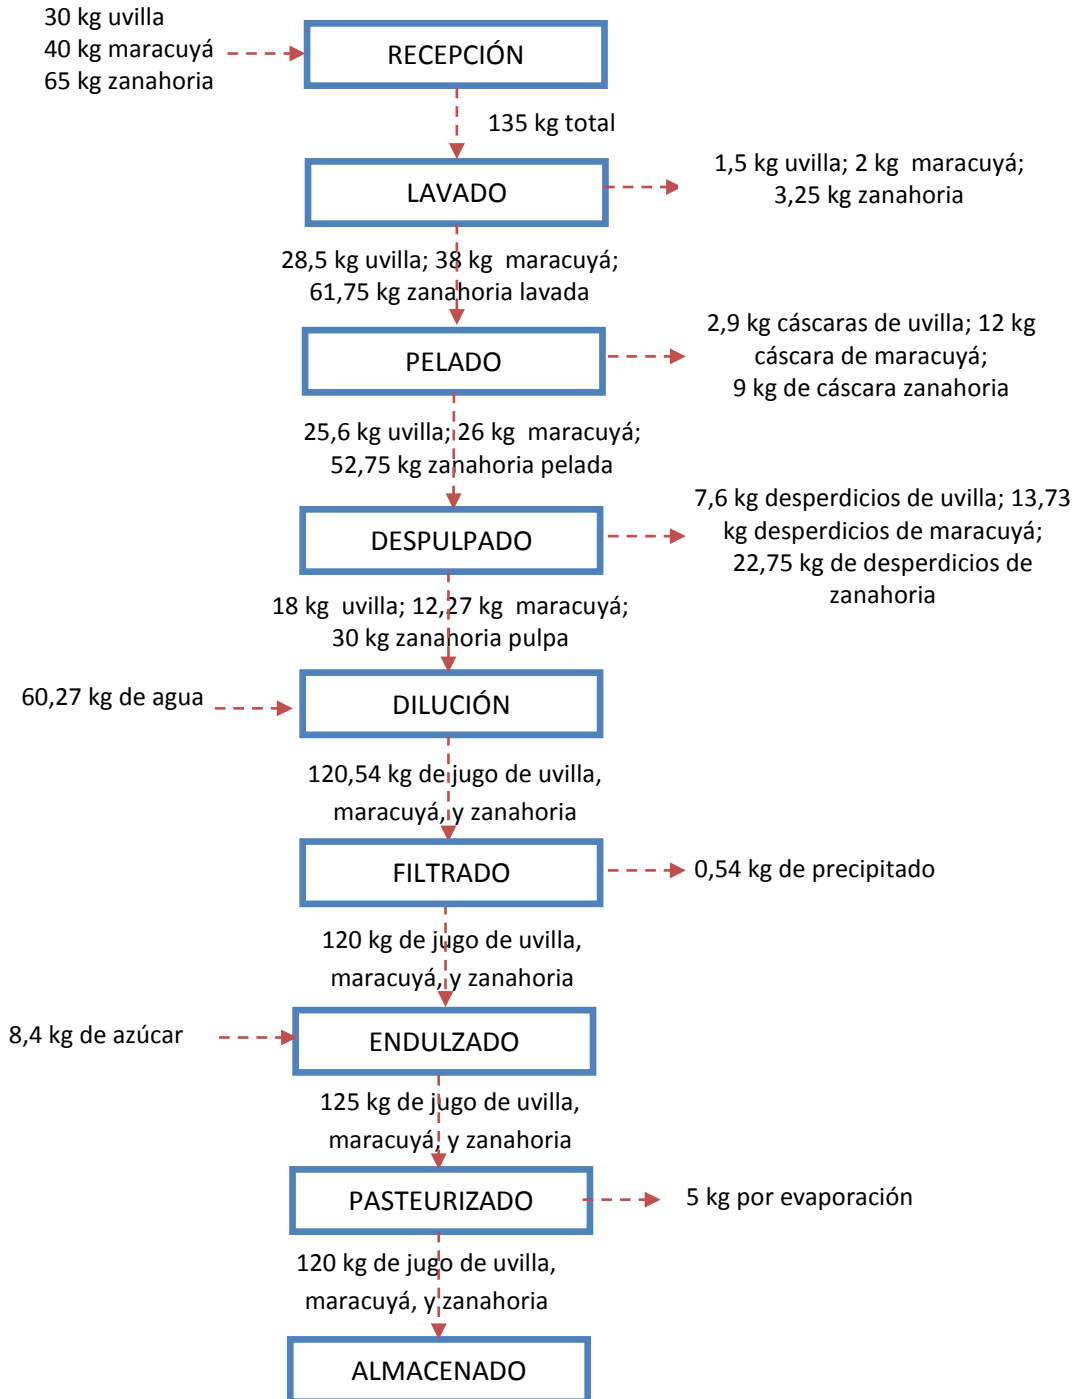 30 kg uvilla
40 kg maracuyá
65 kg zanahoria
RECEPCIÓN
135 kg total
LAVADO
1,5 kg uvilla; 2 kg  maracuyá;
3,25 kg zanahoria
28,5 kg uvilla; 38 kg  maracuyá;
61,75 kg zanahoria lavada
PELADO
2,9 kg cáscaras de uvilla; 12 kg
cáscara de maracuyá;
9 kg de cáscara zanahoria
25,6 kg uvilla; 26 kg  maracuyá;
52,75 kg zanahoria pelada
DESPULPADO
7,6 kg desperdicios de uvilla; 13,73
kg desperdicios de maracuyá;
22,75 kg de desperdicios de
zanahoria
18 kg  uvilla; 12,27 kg  maracuyá;
30 kg zanahoria pulpa
60,27 kg de agua
DILUCIÓN
120,54 kg de jugo de uvilla,
maracuyá, y zanahoria
FILTRADO
0,54 kg de precipitado
120 kg de jugo de uvilla,
maracuyá, y zanahoria
8,4 kg de azúcar
ENDULZADO
125 kg de jugo de uvilla,
maracuyá, y zanahoria
PASTEURIZADO
5 kg por evaporación
120 kg de jugo de uvilla,
maracuyá, y zanahoria
ALMACENADO